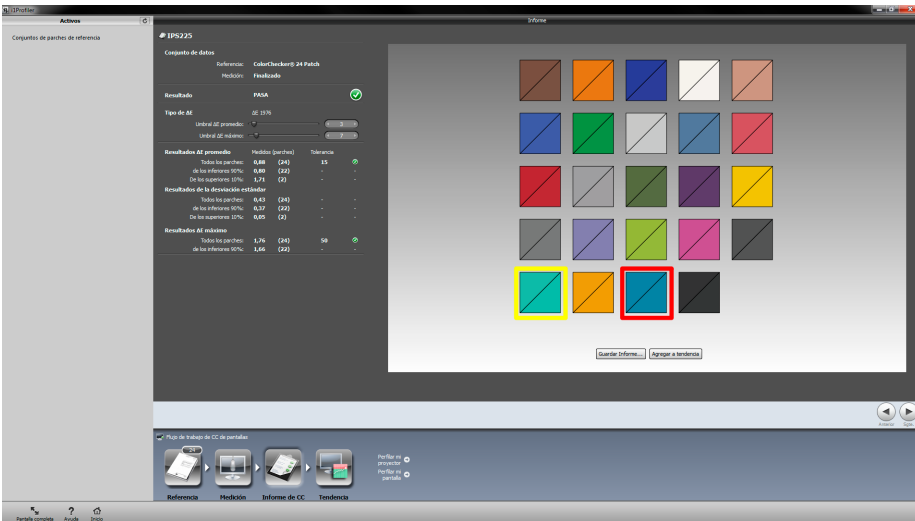 i1Profiler
Activos
Informe
Conjuntos de parches de referencia
IPS225
Conjunto de datos
Referencia: ColorChecker® 24 Patch
Medición: Finalizado
Resultado PASA
Tipo de ΔE ΔE 1976
Umbral ΔE promedio: 3
Umbral ΔE máximo: 7
Resultados ΔE promedio Medidos (parches) Tolerancia
Todos los parches: 0,88 (24) 15
de los inferiores 90%: 0,80 (22) - -
De los superiores 10%: 1,71 (2) - -
Resultados de la desviación estándar
Todos los parches: 0,43 (24) - -
de los inferiores 90%: 0,37 (22) - -
De los superiores 10%: 0,05 (2) - -
Resultados ΔE máximo
Todos los parches: 1,76 (24) 50
de los inferiores 90%: 1,66 (22) - -
Guardar Informe... Agregar a tendencia
Anterior Sgte.
Flujo de trabajo de CC de pantallas
24
Perfilar mi proyector
Perfilar mi pantalla
Referencia Medición Informe de CC Tendencia
Pantalla completa Ayuda Inicio